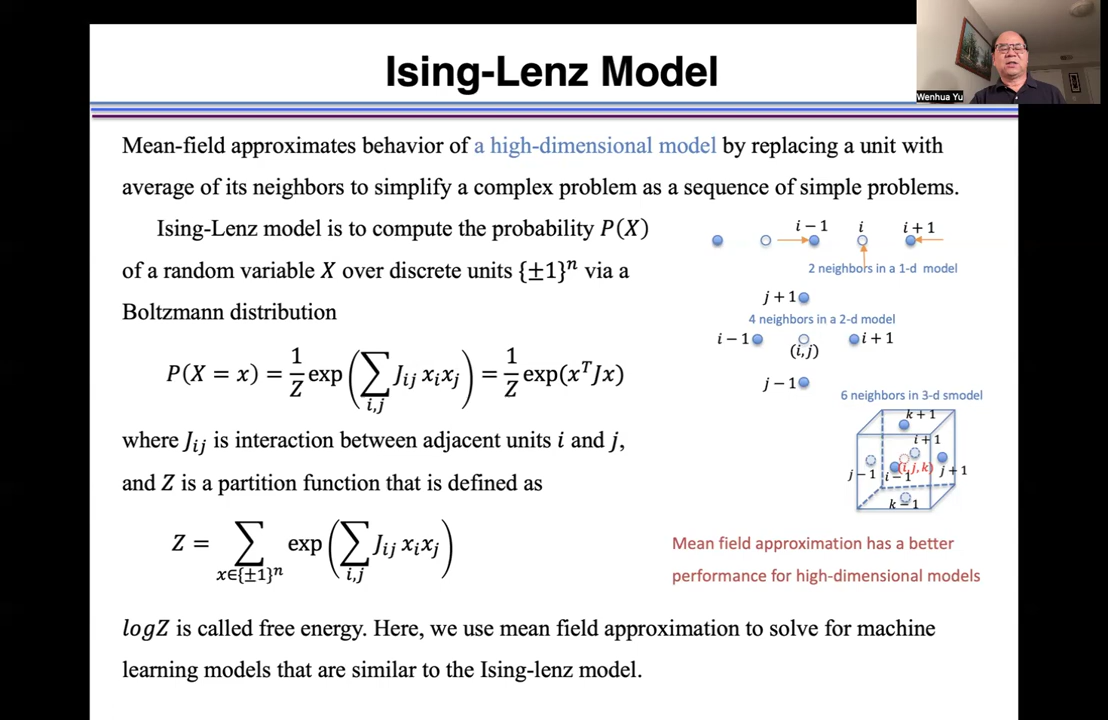 Ising-Lenz Model
Wenhua Yu
Mean-field approximates behavior of a high-dimensional model by replacing a unit with
average of its neighbors to simplify a complex problem as a sequence of simple problems.
Ising-Lenz model is to compute the probability P(X)
of a random variable X over discrete units {±1}ⁿ via a
Boltzmann distribution
P(X = x) = 1/Z exp(∑_{i,j} J_{ij} x_i x_j) = 1/Z exp(xᵀJx)
where J_{ij} is interaction between adjacent units i and j,
and Z is a partition function that is defined as
Z = ∑_{x∈{±1}ⁿ} exp(∑_{i,j} J_{ij} x_i x_j)
i − 1 i i + 1
2 neighbors in a 1-d model
j + 1
4 neighbors in a 2-d model
i − 1 (i, j) i + 1
j − 1
6 neighbors in 3-d smodel
k + 1
i + 1
j − 1 i − 1 (i, j, k) j + 1
k − 1
Mean field approximation has a better
performance for high-dimensional models
logZ is called free energy. Here, we use mean field approximation to solve for machine
learning models that are similar to the Ising-lenz model.